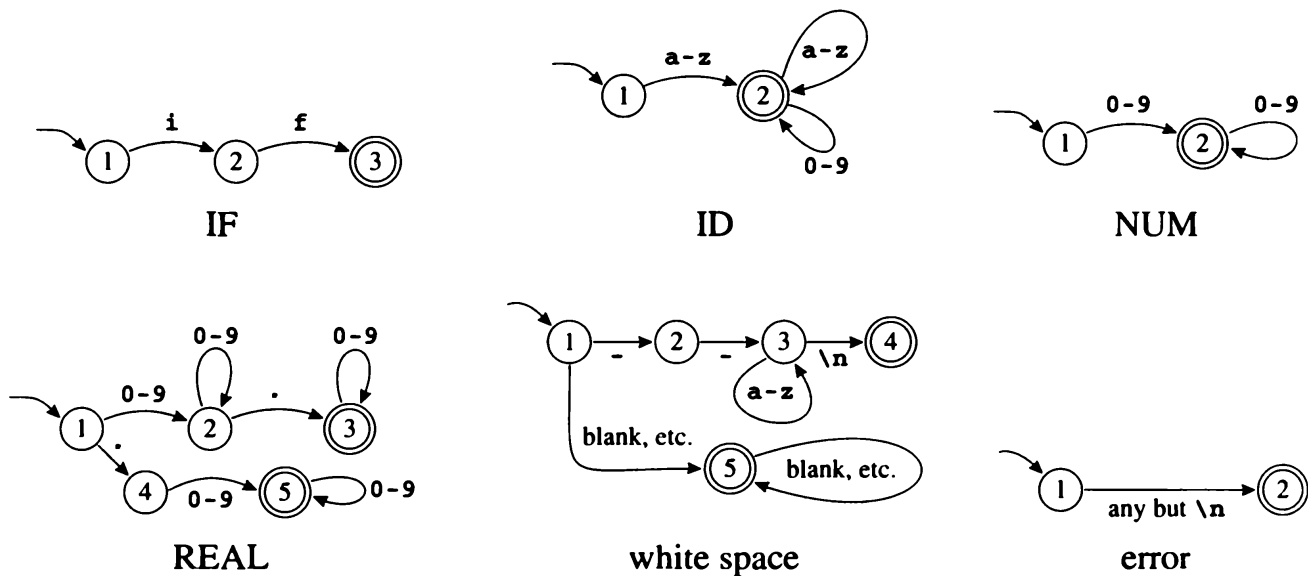 a-z
a-z
1
2
0-9
i
f
1
2
3
0-9
0-9
1
2
IF
ID
NUM
0-9
0-9
0-9
.
1
2
3
.
4
0-9
5
0-9
REAL
1
-
2
-
3
\n
4
a-z
blank, etc.
5
blank, etc.
white space
1
any but \n
2
error